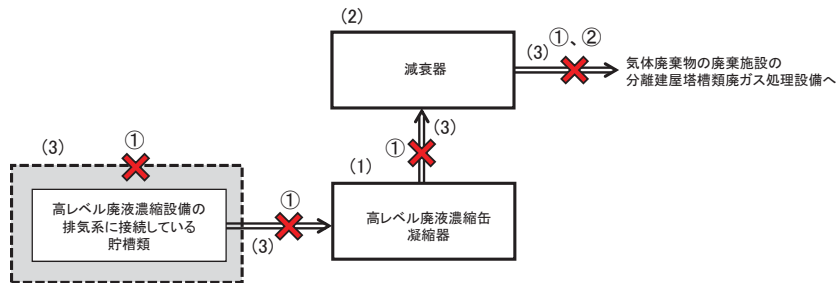 (2)
減衰器
(3)
①、②
気体廃棄物の廃棄施設の
分離建屋塔槽類廃ガス処理設備へ
①
(3)
(3)
①
(1)
高レベル廃液濃縮設備の
排気系に接続している
貯槽類
①
(3)
高レベル廃液濃縮缶
凝縮器